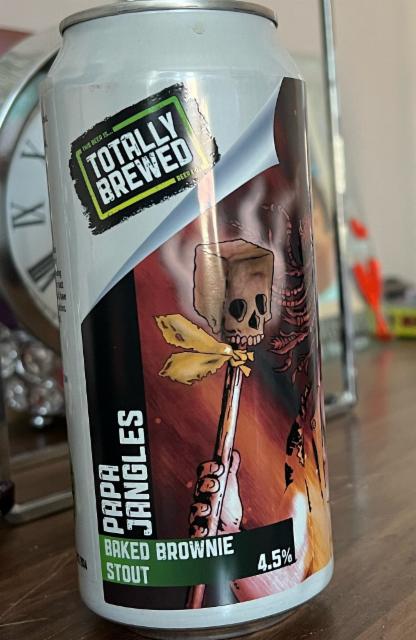 THIS BEER IS...
TOTALLY
BREWED
PAPA
JANGLES
BAKED BROWNIE
STOUT
4.5%